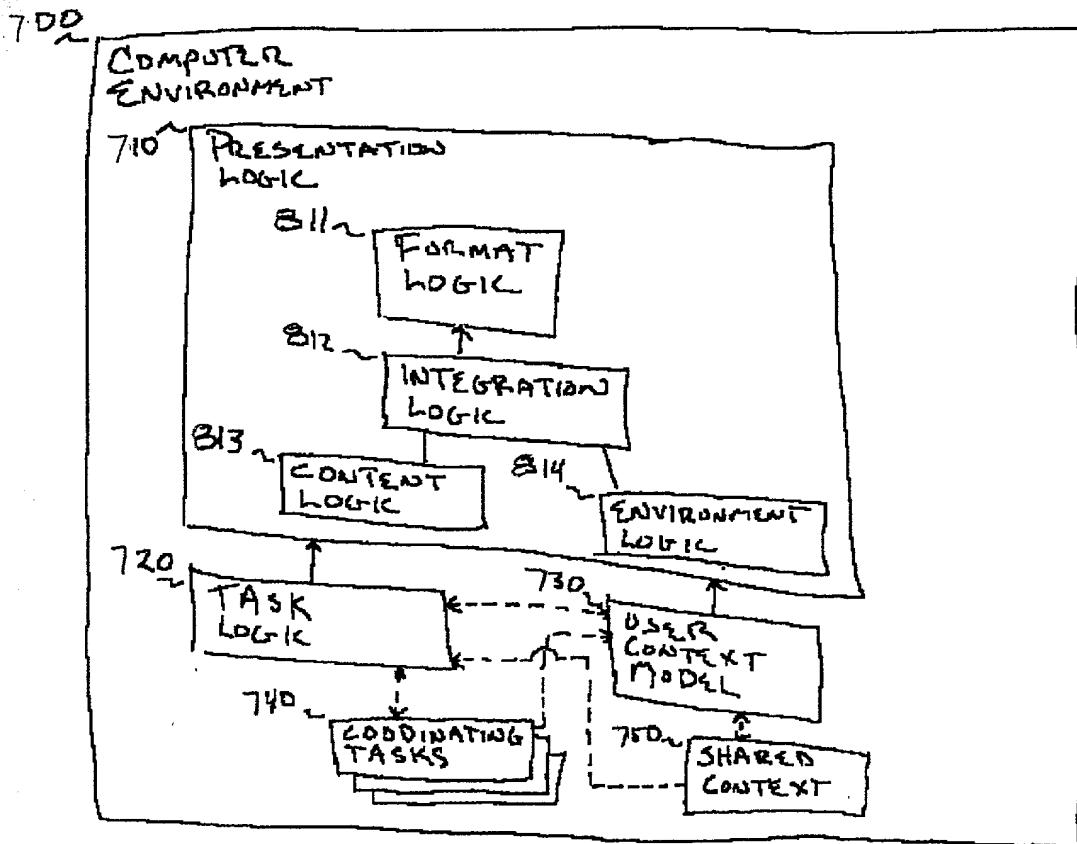 700
COMPUTER
ENVIRONMENT
710
PRESENTATION
LOGIC
811
FORMAT
LOGIC
812
INTEGRATION
LOGIC
813
CONTENT
LOGIC
814
ENVIRONMENT
LOGIC
720
TASK
LOGIC
730
USER
CONTEXT
MODEL
740
COODINATING
TASKS
750
SHARED
CONTEXT